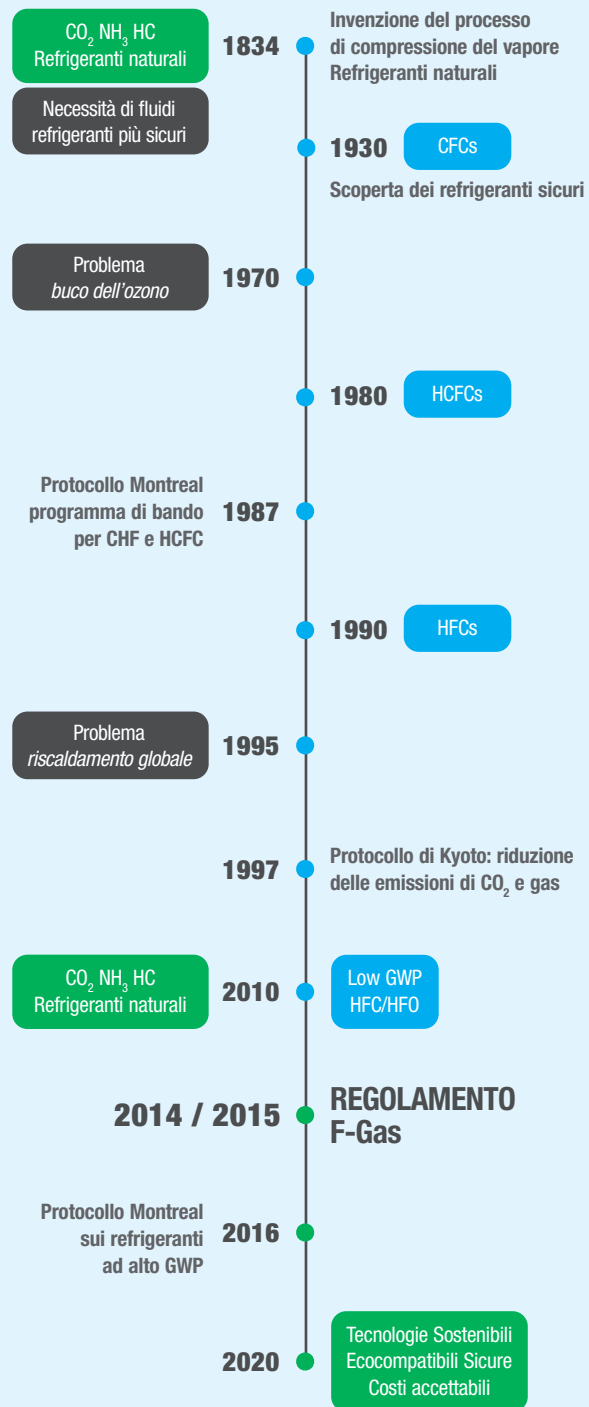 CO₂ NH₃ HC
Refrigeranti naturali
1834
Invenzione del processo
di compressione del vapore
Refrigeranti naturali
Necessità di fluidi
refrigeranti più sicuri
1930
CFCs
Scoperta dei refrigeranti sicuri
Problema
buco dell'ozono
1970
1980
HCFCs
Protocollo Montreal
programma di bando
per CHF e HCFC
1987
1990
HFCs
Problema
riscaldamento globale
1995
1997
Protocollo di Kyoto: riduzione
delle emissioni di CO₂ e gas
CO₂ NH₃ HC
Refrigeranti naturali
2010
Low GWP
HFC/HFO
2014 / 2015
REGOLAMENTO
F-Gas
Protocollo Montreal
sui refrigeranti
ad alto GWP
2016
2020
Tecnologie Sostenibili
Ecocompatibili Sicure
Costi accettabili